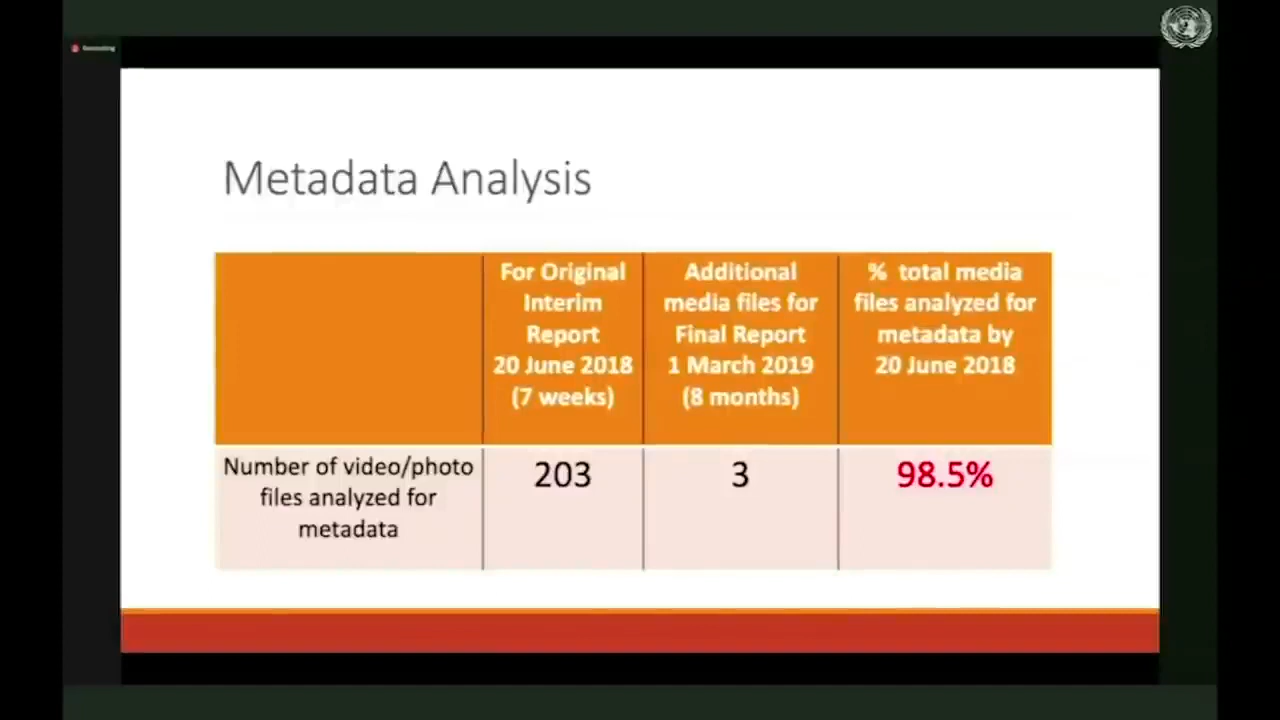 Metadata Analysis
For Original
Interim
Report
20 June 2018
(7 weeks)
Additional
media files for
Final Report
1 March 2019
(8 months)
% total media
files analyzed for
metadata by
20 June 2018
Number of video/photo
files analyzed for
metadata
203
3
98.5%